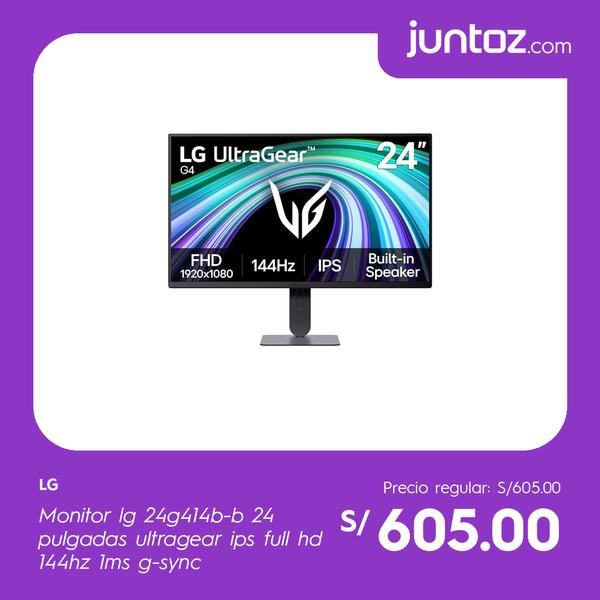 juntoz.com
LG UltraGear™
G4
24"
FHD
1920x1080
144Hz
IPS
Built-in
Speaker
LG
Monitor lg 24g414b-b 24
pulgadas ultragear ips full hd
144hz 1ms g-sync
Precio regular: S/605.00
S/ 605.00